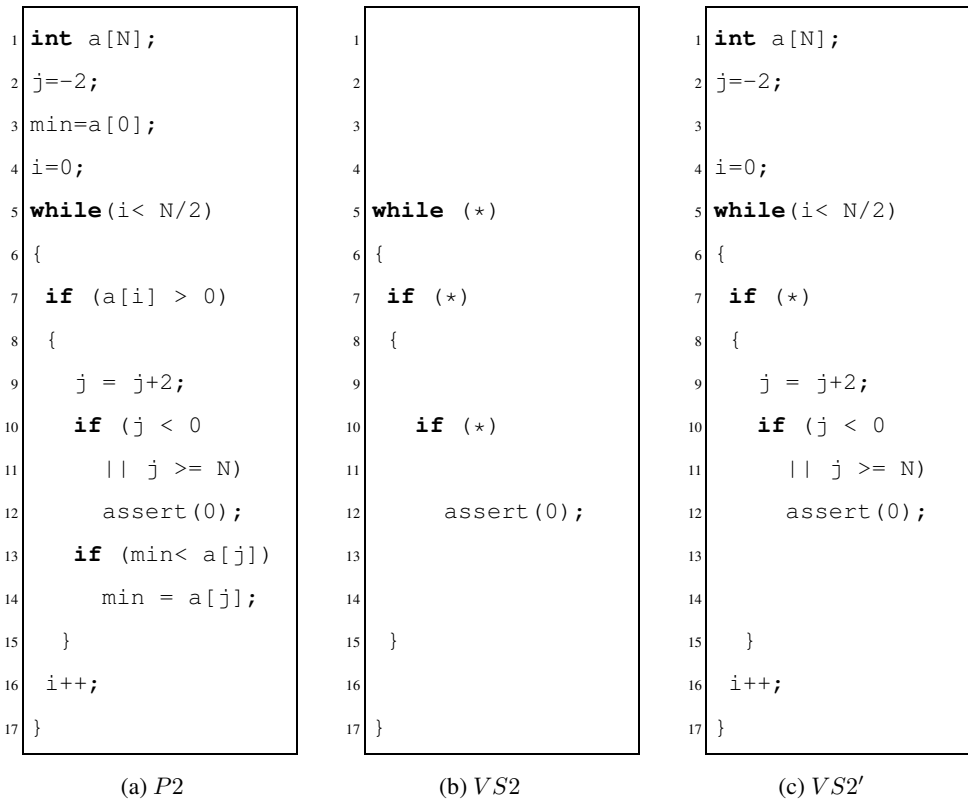 1 int a[N];
2 j=-2;
3 min=a[0];
4 i=0;
5 while(i< N/2)
6 {
7 if (a[i] > 0)
8 {
9 j = j+2;
10 if (j < 0
11 || j >= N)
12 assert(0);
13 if (min< a[j])
14 min = a[j];
15 }
16 i++;
17 }
(a) P2
1
2
3
4
5 while (*)
6 {
7 if (*)
8 {
9
10 if (*)
11
12 assert(0);
13
14
15 }
16
17 }
(b) VS2
1 int a[N];
2 j=-2;
3
4 i=0;
5 while(i< N/2)
6 {
7 if (*)
8 {
9 j = j+2;
10 if (j < 0
11 || j >= N)
12 assert(0);
13
14
15 }
16 i++;
17 }
(c) VS2′